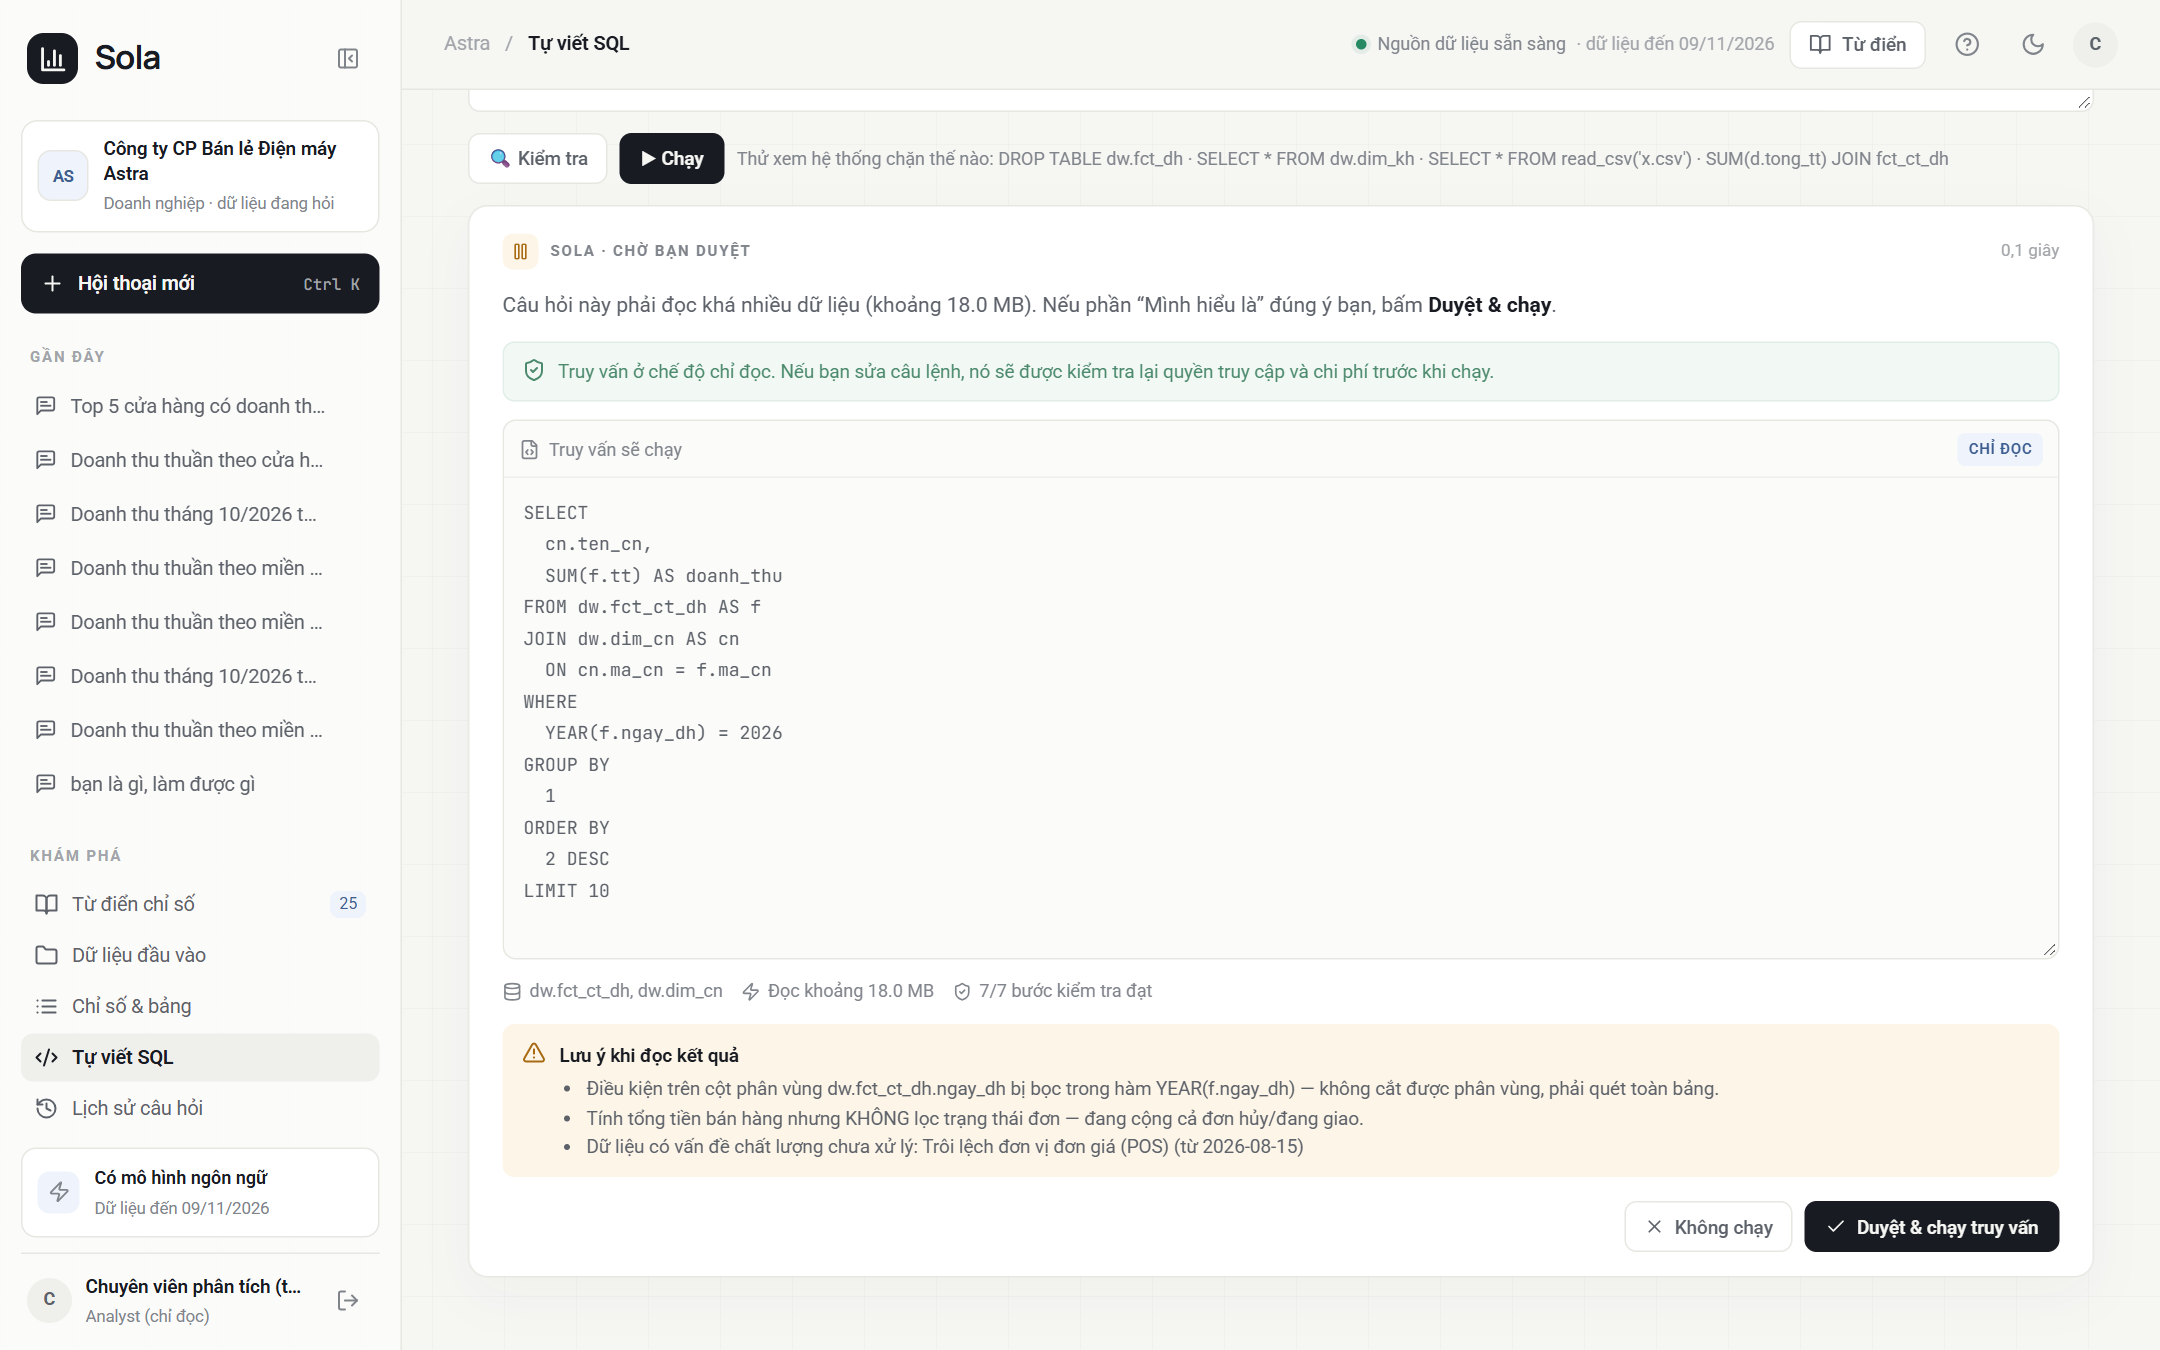 Sola
Công ty CP Bán lẻ Điện máy
Astra
AS
Doanh nghiệp · dữ liệu đang hỏi
Hội thoại mới
Ctrl K
GẦN ĐÂY
Top 5 cửa hàng có doanh th...
Doanh thu thuần theo cửa h...
Doanh thu tháng 10/2026 t...
Doanh thu thuần theo miền ...
Doanh thu thuần theo miền ...
Doanh thu tháng 10/2026 t...
Doanh thu thuần theo miền ...
bạn là gì, làm được gì
KHÁM PHÁ
Từ điển chỉ số 25
Dữ liệu đầu vào
Chỉ số & bảng
Tự viết SQL
Lịch sử câu hỏi
Có mô hình ngôn ngữ
Dữ liệu đến 09/11/2026
C
Chuyên viên phân tích (t...
Analyst (chỉ đọc)
Astra / Tự viết SQL
Nguồn dữ liệu sẵn sàng · dữ liệu đến 09/11/2026
Từ điển
C
Kiểm tra
Chạy
Thử xem hệ thống chặn thế nào: DROP TABLE dw.fct_dh · SELECT * FROM dw.dim_kh · SELECT * FROM read_csv('x.csv') · SUM(d.tong_tt) JOIN fct_ct_dh
SOLA · CHỜ BẠN DUYỆT
0,1 giây
Câu hỏi này phải đọc khá nhiều dữ liệu (khoảng 18.0 MB). Nếu phần “Mình hiểu là” đúng ý bạn, bấm Duyệt & chạy.
Truy vấn ở chế độ chỉ đọc. Nếu bạn sửa câu lệnh, nó sẽ được kiểm tra lại quyền truy cập và chi phí trước khi chạy.
Truy vấn sẽ chạy
CHỈ ĐỌC
SELECT
cn.ten_cn,
SUM(f.tt) AS doanh_thu
FROM dw.fct_ct_dh AS f
JOIN dw.dim_cn AS cn
ON cn.ma_cn = f.ma_cn
WHERE
YEAR(f.ngay_dh) = 2026
GROUP BY
1
ORDER BY
2 DESC
LIMIT 10
dw.fct_ct_dh, dw.dim_cn
Đọc khoảng 18.0 MB
7/7 bước kiểm tra đạt
Lưu ý khi đọc kết quả
• Điều kiện trên cột phân vùng dw.fct_ct_dh.ngay_dh bị bọc trong hàm YEAR(f.ngay_dh) — không cắt được phân vùng, phải quét toàn bảng.
• Tính tổng tiền bán hàng nhưng KHÔNG lọc trạng thái đơn — đang cộng cả đơn hủy/đang giao.
• Dữ liệu có vấn đề chất lượng chưa xử lý: Trôi lệch đơn vị đơn giá (POS) (từ 2026-08-15)
Không chạy
Duyệt & chạy truy vấn